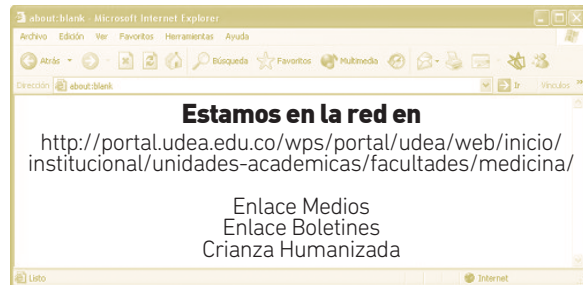 about:blank - Microsoft Internet Explorer
Archivo Edición Ver Favoritos Herramientas Ayuda
Atrás Búsqueda Favoritos Multimedia
Dirección about:blank Ir Vínculos »
Estamos en la red en
http://portal.udea.edu.co/wps/portal/udea/web/inicio/
institucional/unidades-academicas/facultades/medicina/
Enlace Medios
Enlace Boletines
Crianza Humanizada
Listo Internet